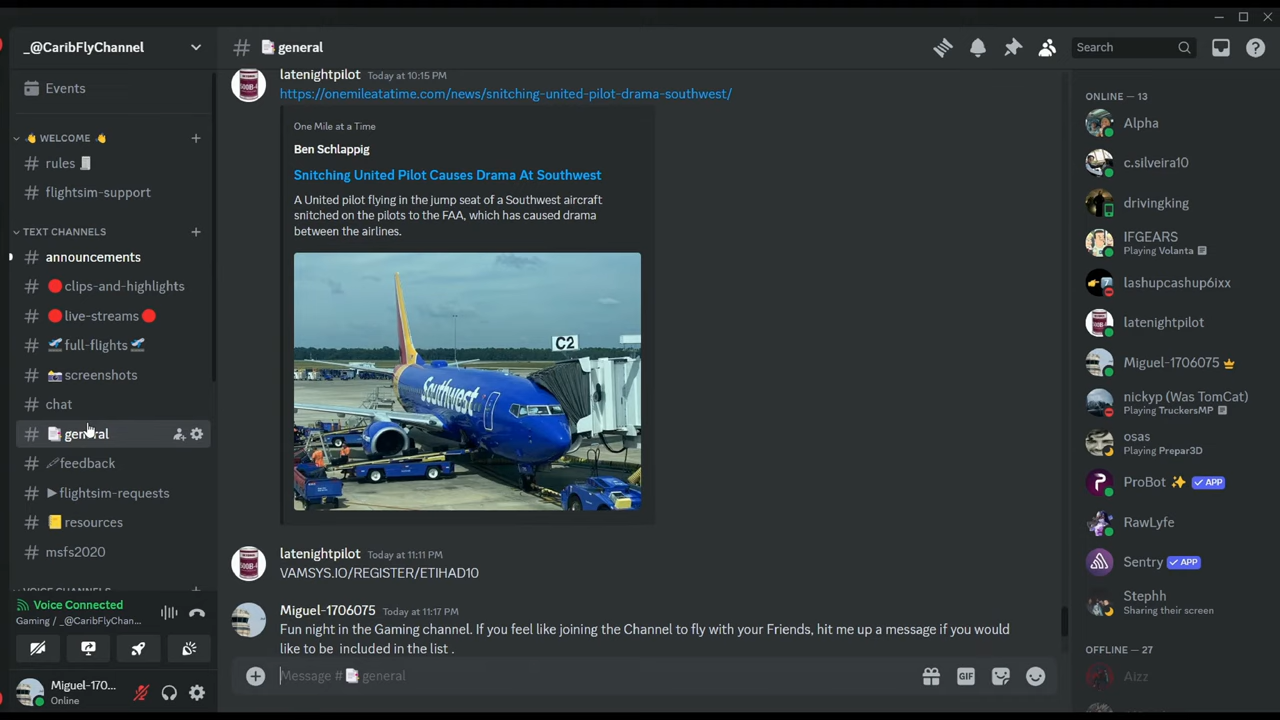 _@CaribFlyChannel
Events
👋 WELCOME 👋
rules
flightsim-support
TEXT CHANNELS
announcements
clips-and-highlights
live-streams
full-flights
screenshots
chat
general
feedback
flightsim-requests
resources
msfs2020
Voice Connected
Gaming / _@CaribFlyChan...
Miguel-170...
Online
general
Search
latenightpilot Today at 10:15 PM
https://onemileatatime.com/news/snitching-united-pilot-drama-southwest/
One Mile at a Time
Ben Schlappig
Snitching United Pilot Causes Drama At Southwest
A United pilot flying in the jump seat of a Southwest aircraft
snitched on the pilots to the FAA, which has caused drama
between the airlines.
C2
Southwest
latenightpilot Today at 11:11 PM
VAMSYS.IO/REGISTER/ETIHAD10
Miguel-1706075 Today at 11:17 PM
Fun night in the Gaming channel. If you feel like joining the Channel to fly with your Friends, hit me up a message if you would
like to be included in the list .
Message # general
GIF
ONLINE — 13
Alpha
c.silveira10
drivingking
IFGEARS
Playing Volanta
lashupcashup6ixx
latenightpilot
Miguel-1706075
nickyp (Was TomCat)
Playing TruckersMP
osas
Playing Prepar3D
ProBot ✨ ✓ APP
RawLyfe
Sentry ✓ APP
Stephh
Sharing their screen
OFFLINE — 27
Aizz